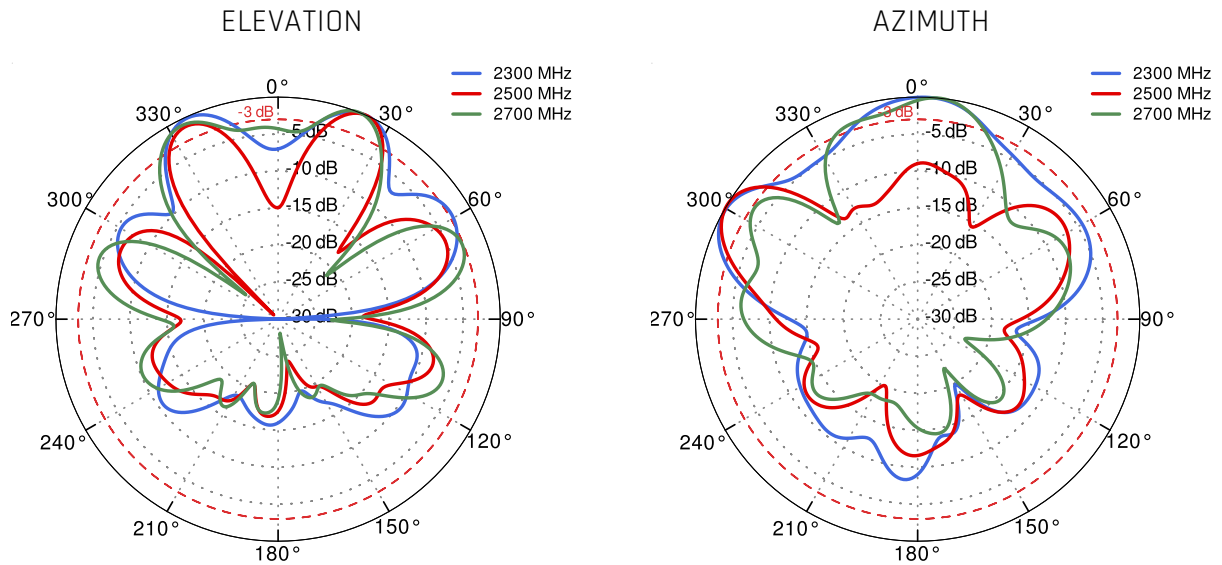 ELEVATION
2300 MHz
2500 MHz
2700 MHz
0°
-3 dB
330°
30°
-5 dB
-10 dB
300°
60°
-15 dB
-20 dB
-25 dB
270°
-30 dB
90°
240°
120°
210°
150°
180°
AZIMUTH
2300 MHz
2500 MHz
2700 MHz
0°
-3 dB
330°
30°
-5 dB
-10 dB
300°
60°
-15 dB
-20 dB
-25 dB
270°
-30 dB
90°
240°
120°
210°
150°
180°